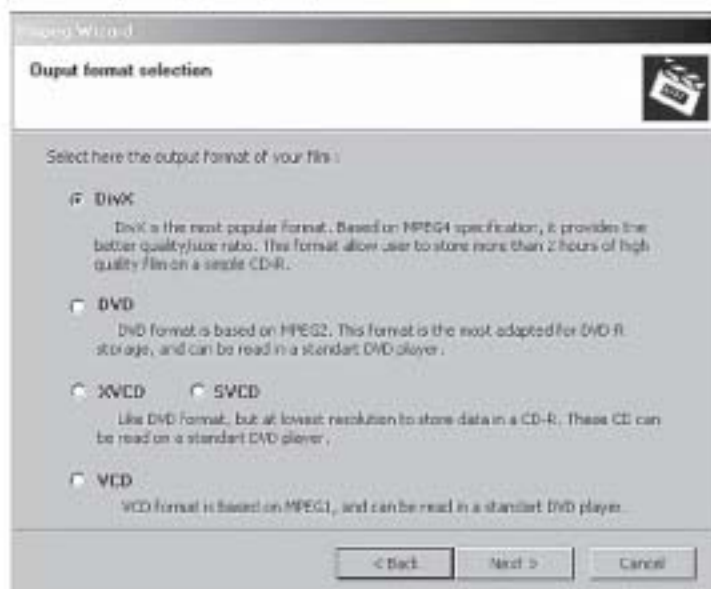 Mpeg Wizard
Ouput format selection
Select here the output format of your film :
DivX
DivX is the most popular format. Based on MPEG4 specification, it provides the
better quality/size ratio. This format allow user to store more than 2 hours of high
quality film on a simple CD-R.
DVD
DVD format is based on MPEG2. This format is the most adapted for DVD-R
storage, and can be read in a standart DVD player.
XVCD SVCD
Like DVD format, but at lowest resolution to store data in a CD-R. These CD can
be read on a standart DVD player.
VCD
VCD format is based on MPEG1, and can be read in a standart DVD player.
< Back Next > Cancel